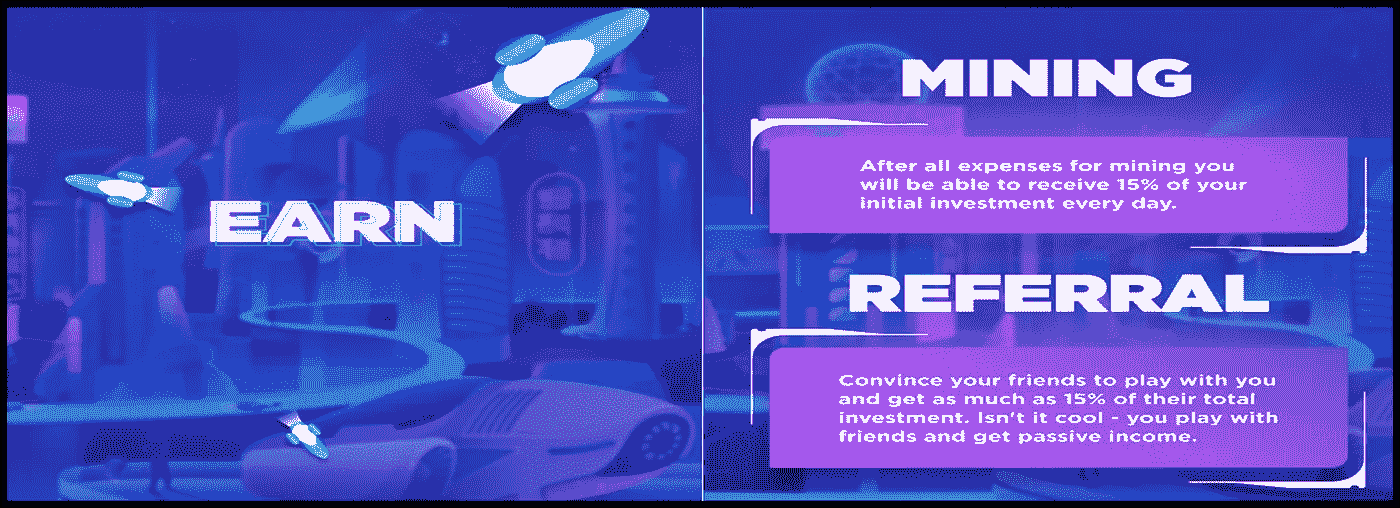 EARN
MINING
After all expenses for mining you
will be able to receive 15% of your
initial investment every day.
REFERRAL
Convince your friends to play with you
and get as much as 15% of their total
investment. Isn't it cool - you play with
friends and get passive income.